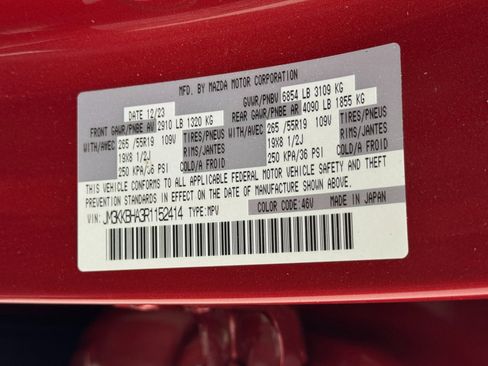 MFD. BY MAZDA MOTOR CORPORATION
DATE 12/23 GVWR/PNBV 6854 LB 3109 KG
FRONT GAWR/PNBE AV 2910 LB 1320 KG REAR GAWR/PNBE AR 4090 LB 1855 KG
WITH/AVEC 265 /55R19 109V TIRES/PNEUS WITH/AVEC 265 /55R19 109V TIRES/PNEUS
19X8 1/2J RIMS/JANTES 19X8 1/2J RIMS/JANTES
250 KPA/36 PSI COLD/A FROID 250 KPA/36 PSI COLD/A FROID
THIS VEHICLE CONFORMS TO ALL APPLICABLE FEDERAL MOTOR VEHICLE SAFETY AND THEFT
PREVENTION STANDARDS IN EFFECT ON THE DATE OF MANUFACTURE SHOWN ABOVE.
VIN: JM3KKBHA3R1152414 TYPE:MPV COLOR CODE:46V MADE IN JAPAN